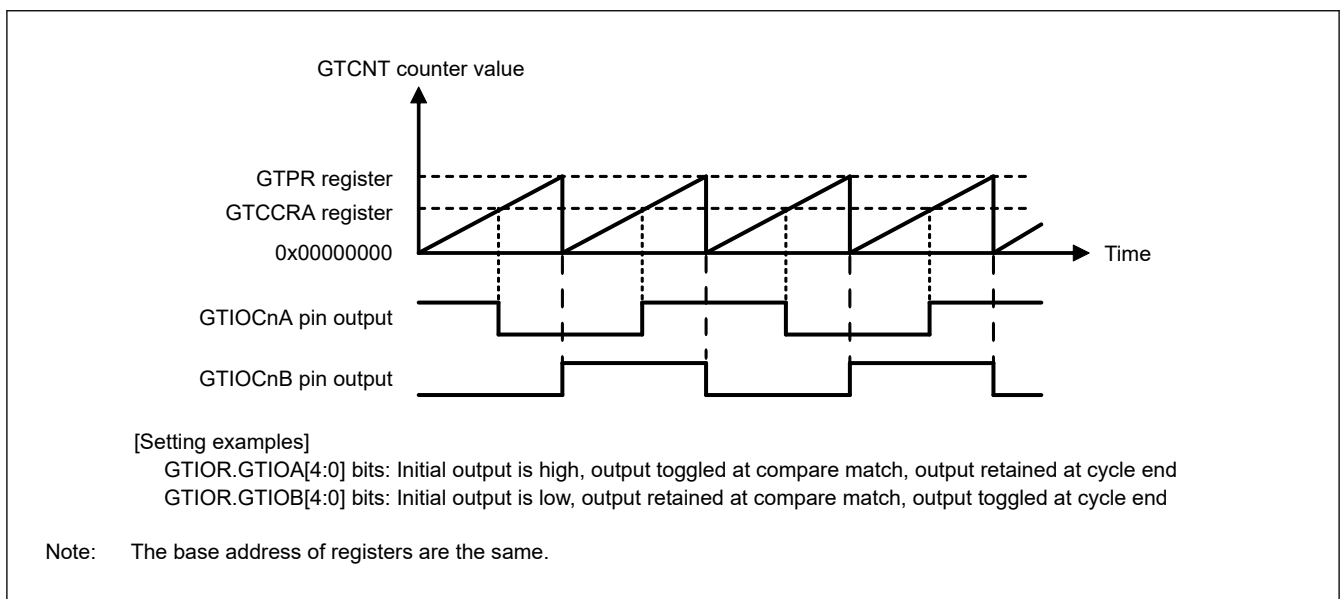 GTCNT counter value
GTPR register
GTCCRA register
0x00000000
Time
GTIOCnA pin output
GTIOCnB pin output
[Setting examples]
GTIOR.GTIOA[4:0] bits: Initial output is high, output toggled at compare match, output retained at cycle end
GTIOR.GTIOB[4:0] bits: Initial output is low, output retained at compare match, output toggled at cycle end
Note: The base address of registers are the same.